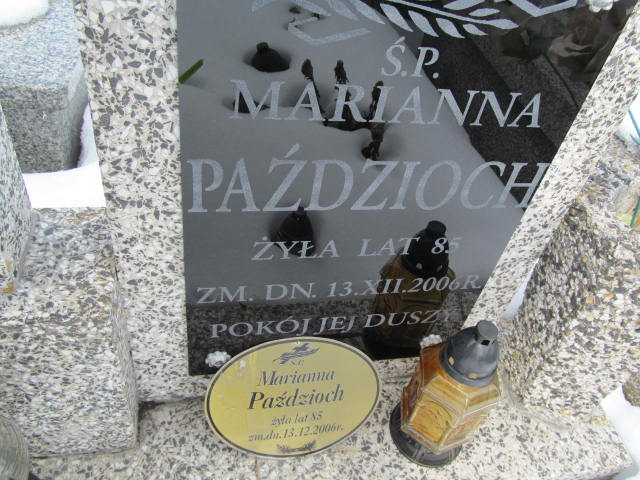 Ś.P.
MARIANNA
PAŹDZIOCH
ŻYŁA LAT 85
ZM. DN. 13.XII.2006R.
POKÓJ JEJ DUSZY
Ś.P.
Marianna
Paździoch
żyła lat 85
zm.dn.13.12.2006r.